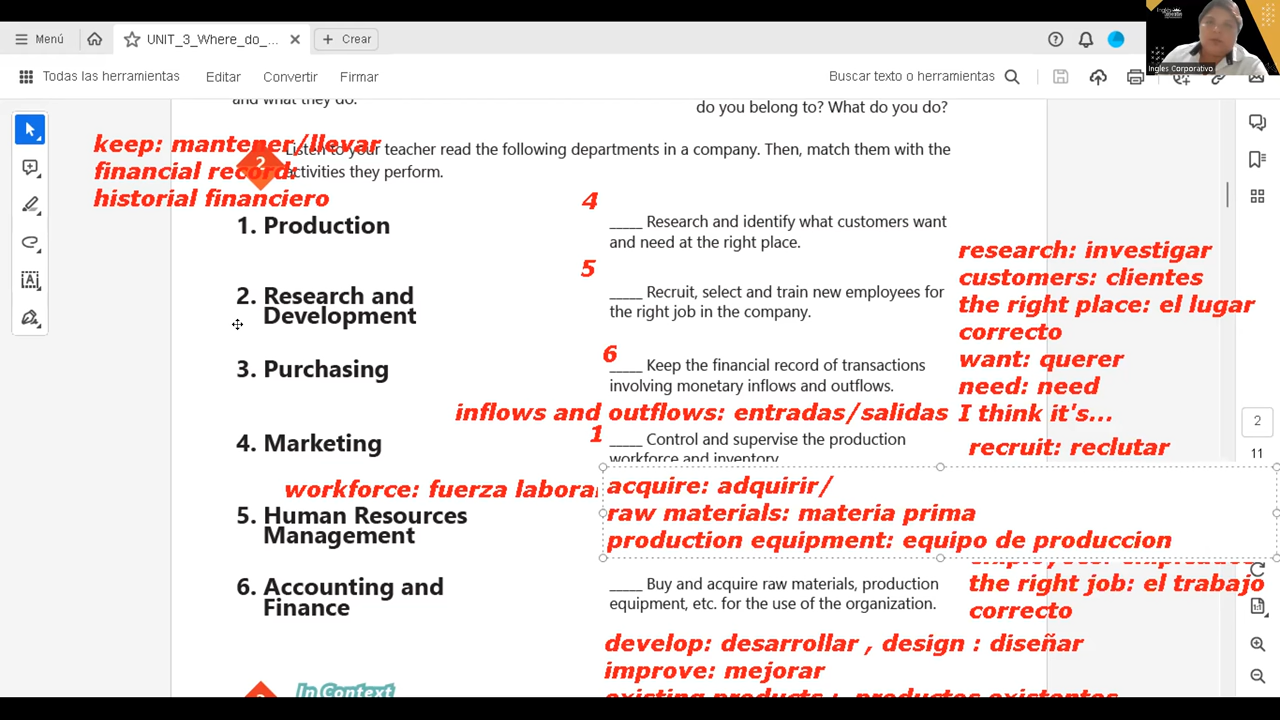 Menú
UNIT_3_Where_do_...
Crear
Inglés Corporativo
Todas las herramientas
Editar
Convertir
Firmar
Buscar texto o herramientas
and what they do.
do you belong to? What do you do?
keep: mantener/llevar
financial record:
historial financiero
2
Listen to your teacher read the following departments in a company. Then, match them with the
activities they perform.
1. Production
4
_____ Research and identify what customers want
and need at the right place.
research: investigar
customers: clientes
the right place: el lugar
correcto
want: querer
need: need
I think it's...
recruit: reclutar
2. Research and
Development
5
_____ Recruit, select and train new employees for
the right job in the company.
3. Purchasing
6
_____ Keep the financial record of transactions
involving monetary inflows and outflows.
inflows and outflows: entradas/salidas
4. Marketing
1
_____ Control and supervise the production
workforce and inventory.
workforce: fuerza laboral
acquire: adquirir/
raw materials: materia prima
production equipment: equipo de produccion
5. Human Resources
Management
the right job: el trabajo
correcto
6. Accounting and
Finance
_____ Buy and acquire raw materials, production
equipment, etc. for the use of the organization.
develop: desarrollar , design : diseñar
improve: mejorar
existing products : productos existentes
In Context
2
11